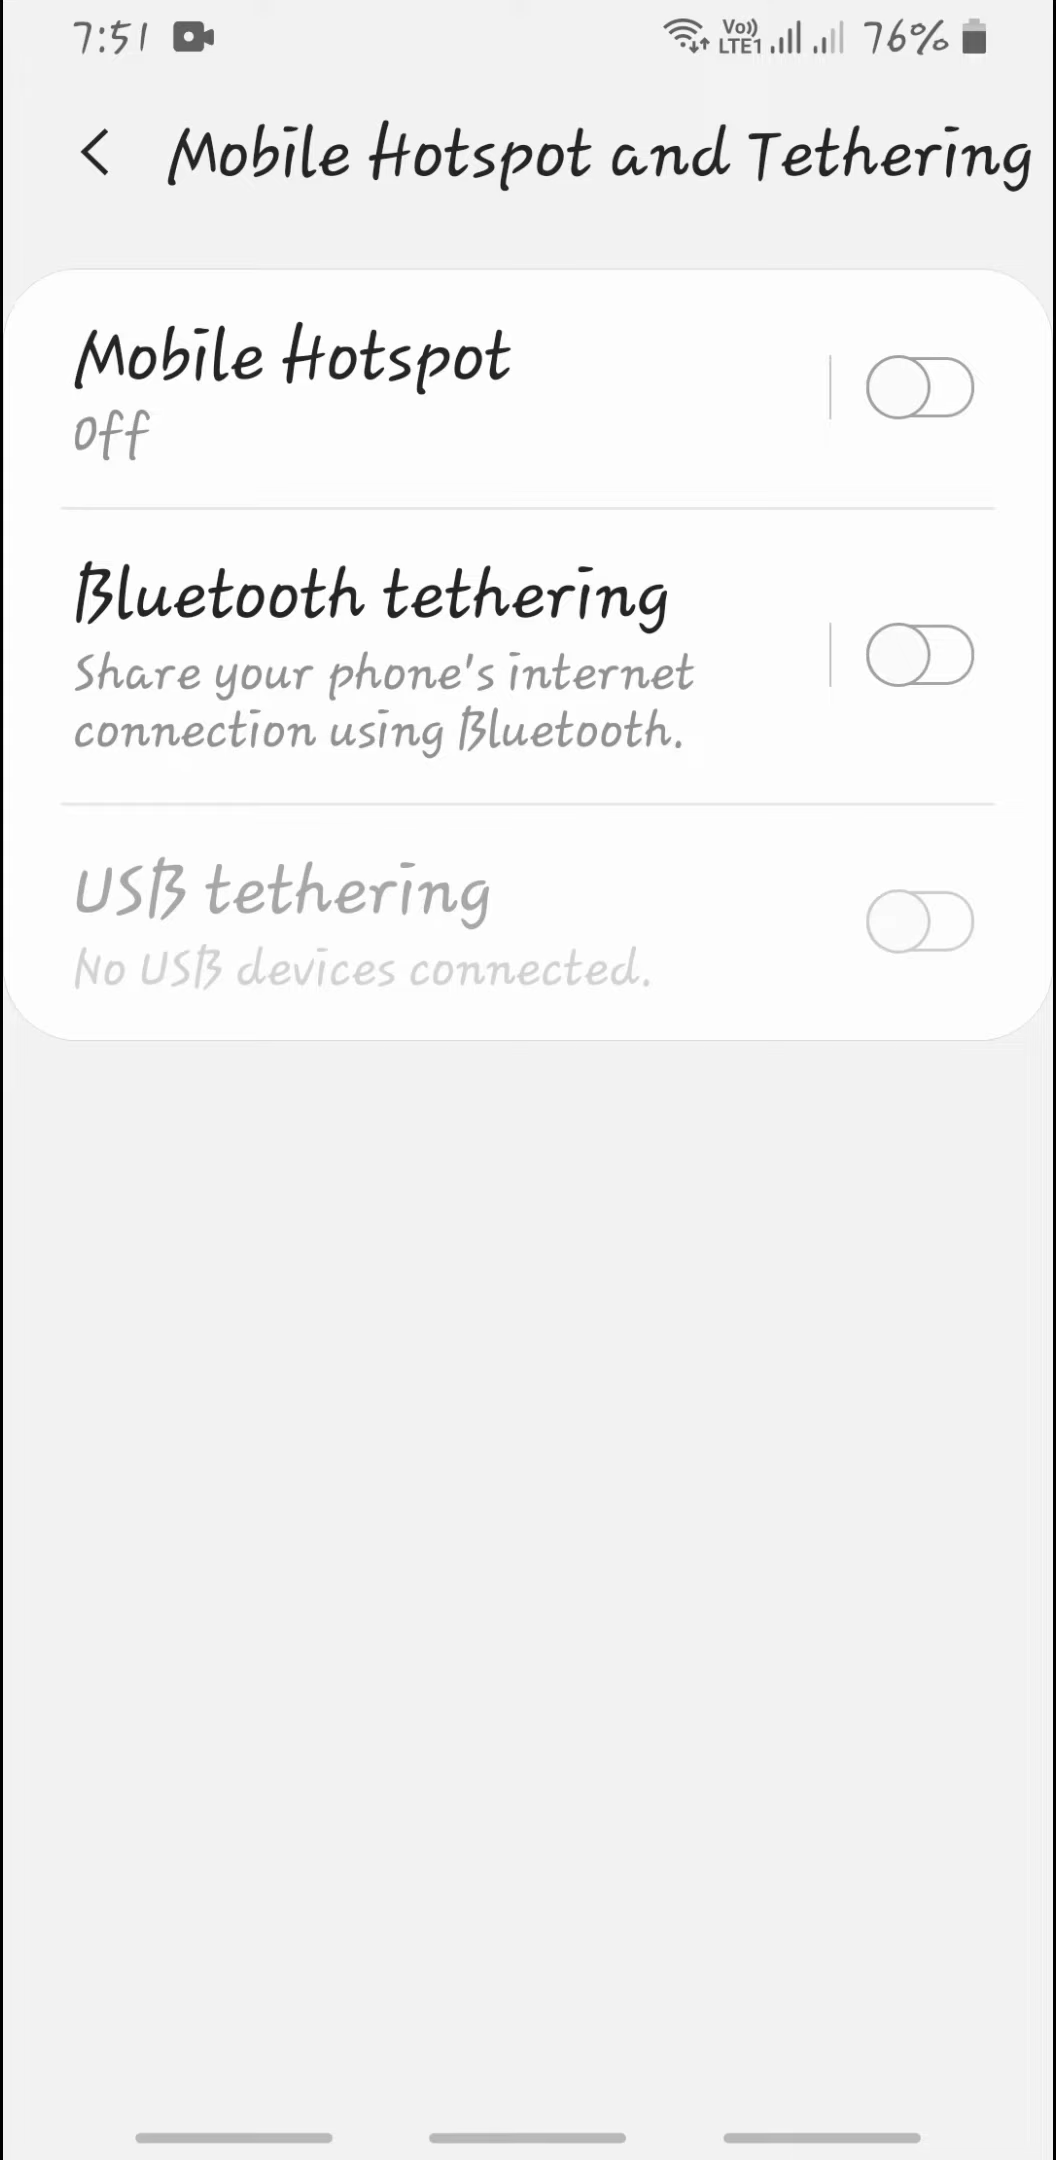 7:51
Vo))
LTE1
76%
Mobile Hotspot and Tethering
Mobile Hotspot
Off
Bluetooth tethering
Share your phone's internet
connection using Bluetooth.
USB tethering
No USB devices connected.